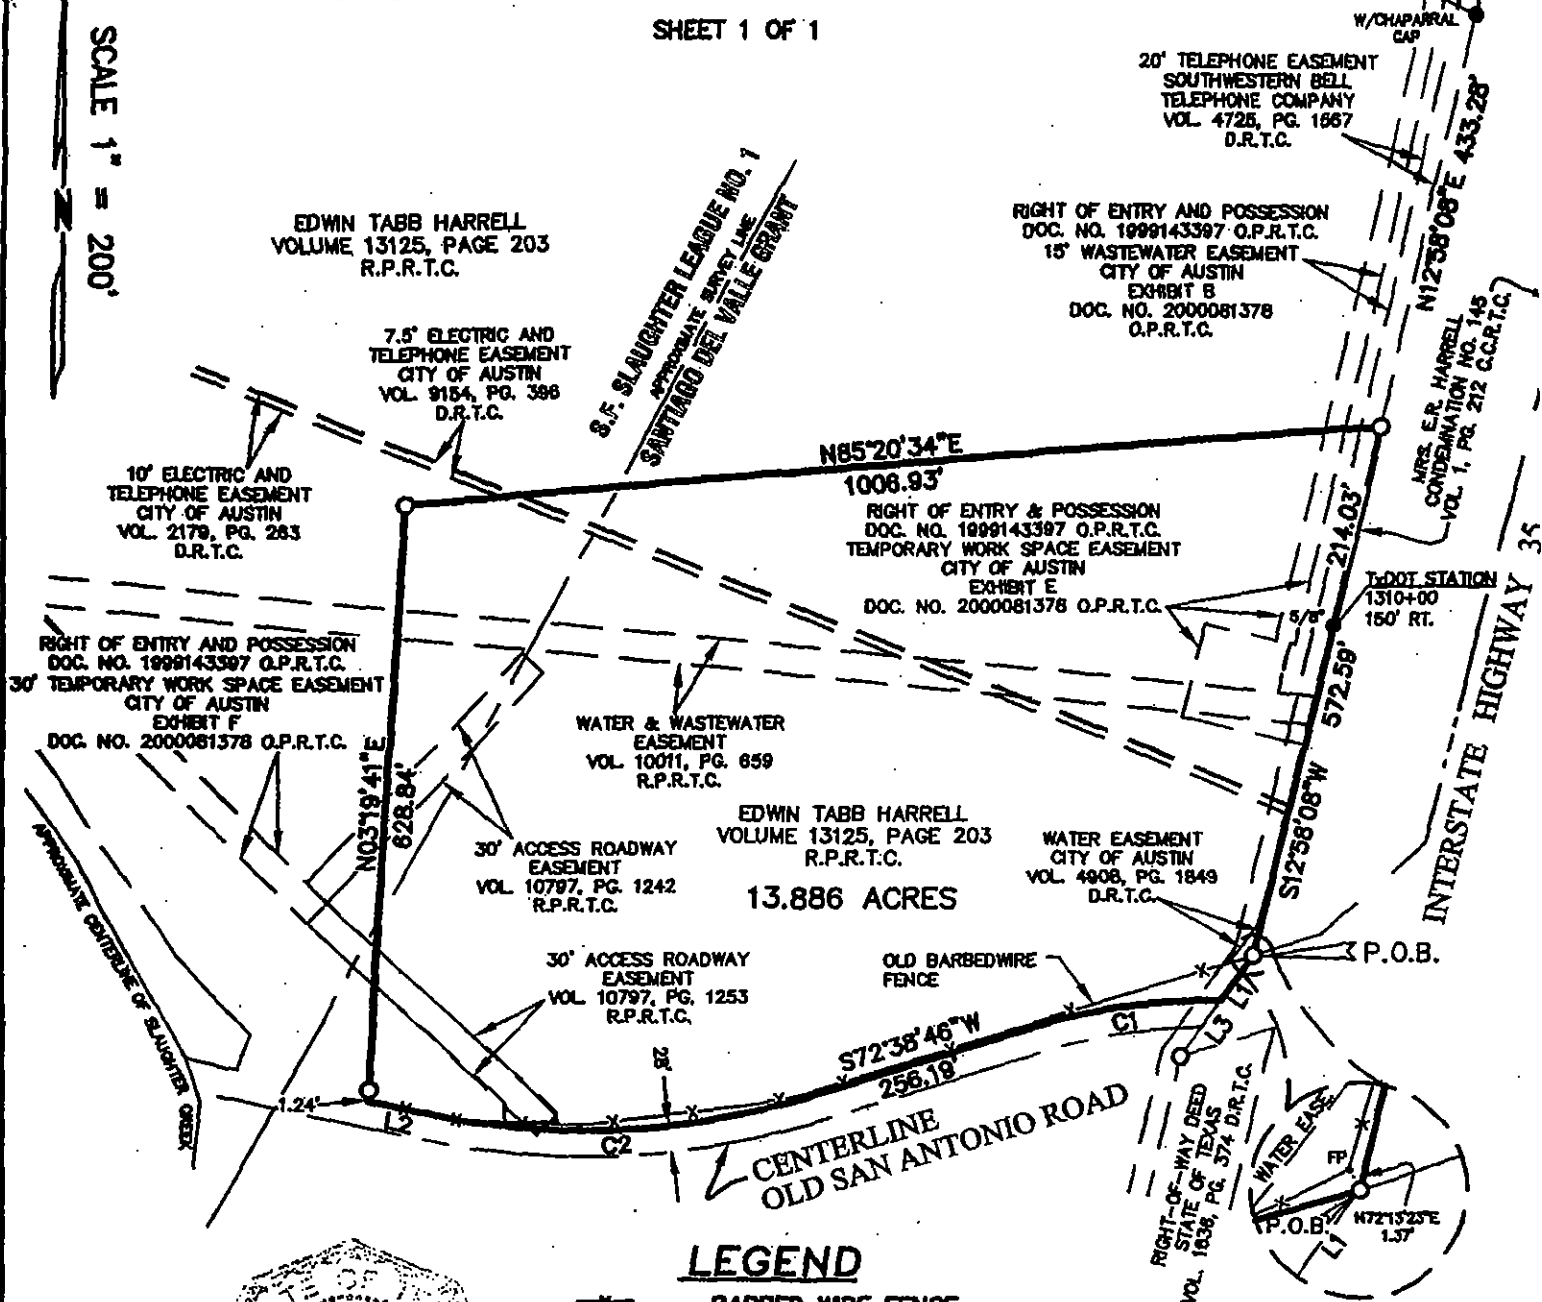 SHEET 1 OF 1
SCALE 1" = 200'
N
W/CHAPARRAL
CAP
20' TELEPHONE EASEMENT
SOUTHWESTERN BELL
TELEPHONE COMPANY
VOL. 4725, PG. 1667
D.R.T.C.
N12°58'08"E 433.28'
EDWIN TABB HARRELL
VOLUME 13125, PAGE 203
R.P.R.T.C.
S.F. SLAUGHTER LEAGUE NO. 1
APPROXIMATE SURVEY LINE
SANTIAGO DEL VALLE GRANT
RIGHT OF ENTRY AND POSSESSION
DOC. NO. 1999143397 O.P.R.T.C.
15' WASTEWATER EASEMENT
CITY OF AUSTIN
EXHIBIT B
DOC. NO. 2000081378
O.P.R.T.C.
MRS. E.R. HARRELL
CONDEMNATION NO. 145
VOL. 1, PG. 212 C.C.R.T.C.
7.5' ELECTRIC AND
TELEPHONE EASEMENT
CITY OF AUSTIN
VOL. 9154, PG. 396
D.R.T.C.
10' ELECTRIC AND
TELEPHONE EASEMENT
CITY OF AUSTIN
VOL. 2179, PG. 263
D.R.T.C.
N85°20'34"E
1006.93'
RIGHT OF ENTRY & POSSESSION
DOC. NO. 1999143397 O.P.R.T.C.
TEMPORARY WORK SPACE EASEMENT
CITY OF AUSTIN
EXHIBIT E
DOC. NO. 2000081378 O.P.R.T.C.
214.03'
5/8"
TxDOT STATION
1310+00
150' RT.
572.59'
S12°58'08"W
INTERSTATE HIGHWAY 35
RIGHT OF ENTRY AND POSSESSION
DOC. NO. 1999143397 O.P.R.T.C.
30' TEMPORARY WORK SPACE EASEMENT
CITY OF AUSTIN
EXHIBIT F
DOC. NO. 2000081378 O.P.R.T.C.
N03°19'41"E
628.84'
WATER & WASTEWATER
EASEMENT
VOL. 10011, PG. 659
R.P.R.T.C.
EDWIN TABB HARRELL
VOLUME 13125, PAGE 203
R.P.R.T.C.
13.886 ACRES
WATER EASEMENT
CITY OF AUSTIN
VOL. 4908, PG. 1849
D.R.T.C.
30' ACCESS ROADWAY
EASEMENT
VOL. 10797, PG. 1242
R.P.R.T.C.
APPROXIMATE CENTERLINE OF SLAUGHTER CREEK
30' ACCESS ROADWAY
EASEMENT
VOL. 10797, PG. 1253
R.P.R.T.C.
OLD BARBEDWIRE
FENCE
P.O.B.
L1
L3
C1
S72°38'46"W
256.19'
28'
1.24'
L2
C2
CENTERLINE
OLD SAN ANTONIO ROAD
RIGHT-OF-WAY DEED
STATE OF TEXAS
VOL. 1636, PG. 374 D.R.T.C.
WATER EASE.
FP
P.O.B.
N72°13'23"E
1.37'
L1
OF
LEGEND
BARBED WIRE FENCE